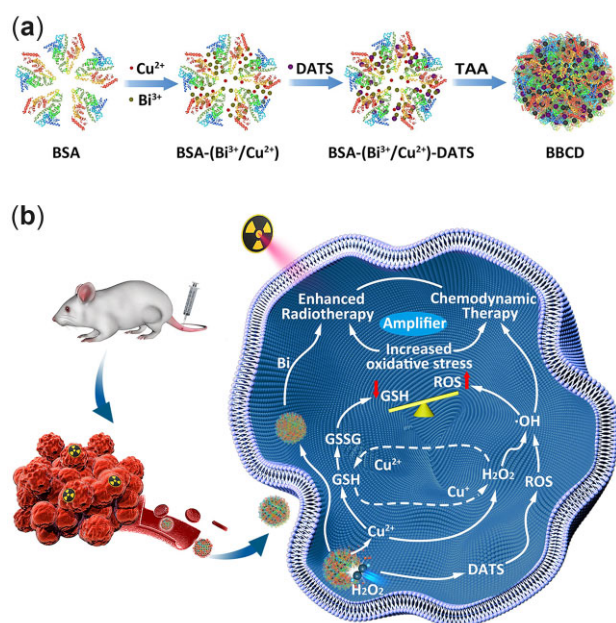 (a)
Cu²⁺
Bi³⁺
DATS
TAA
BSA
BSA-(Bi³⁺/Cu²⁺)
BSA-(Bi³⁺/Cu²⁺)-DATS
BBCD
(b)
Enhanced
Radiotherapy
Chemodynamic
Therapy
Amplifier
Bi
Increased
oxidative stress
GSH
ROS
·OH
GSSG
Cu²⁺
GSH
Cu⁺
H₂O₂
ROS
Cu²⁺
DATS
H₂O₂